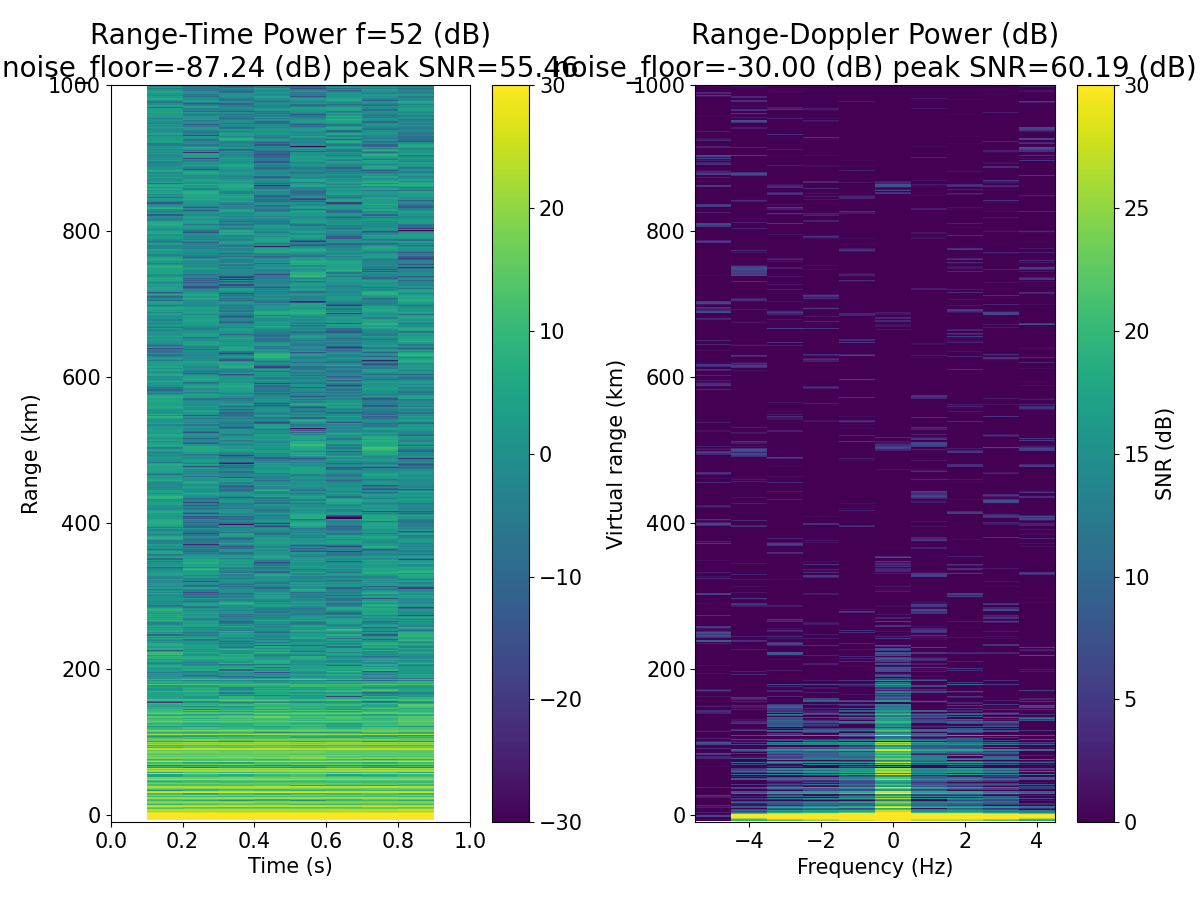 Range-Time Power f=52 (dB)
noise_floor=-87.24 (dB) peak SNR=55.46
Range-Doppler Power (dB)
noise_floor=-30.00 (dB) peak SNR=60.19 (dB)
1000
800
600
400
200
0
Range (km)
0.0 0.2 0.4 0.6 0.8 1.0
Time (s)
30
20
10
0
−10
−20
−30
1000
800
600
400
200
0
Virtual range (km)
−4 −2 0 2 4
Frequency (Hz)
30
25
20
15
10
5
0
SNR (dB)